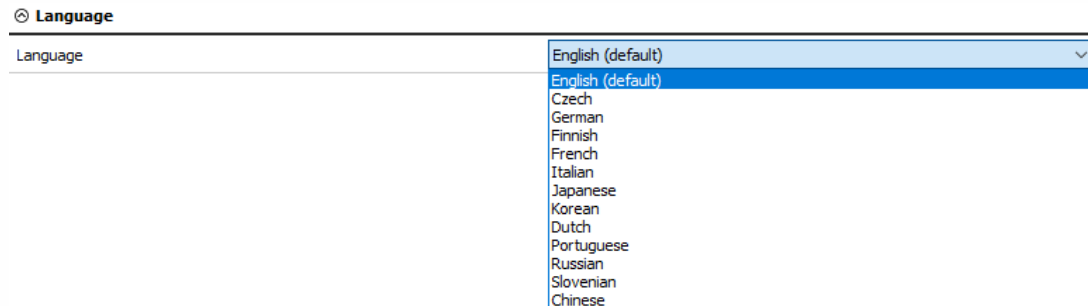 Language
Language
English (default)
English (default)
Czech
German
Finnish
French
Italian
Japanese
Korean
Dutch
Portuguese
Russian
Slovenian
Chinese